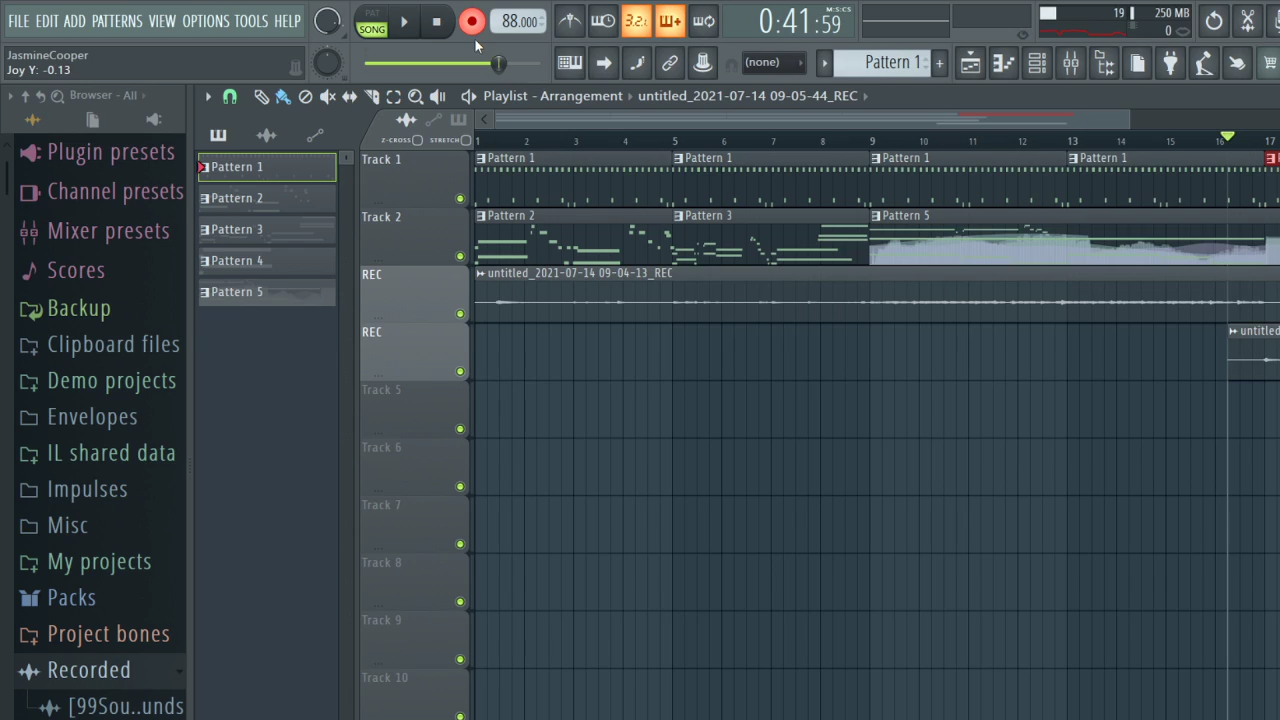 FILE EDIT ADD PATTERNS VIEW OPTIONS TOOLS HELP
PAT
SONG
88.000
3.2.
0:41:59
M:S:CS
19
250 MB
0
JasmineCooper
Joy Y: -0.13
(none)
Pattern 1
Browser - All
Playlist - Arrangement
untitled_2021-07-14 09-05-44_REC
Z-CROSS
STRETCH
1 2 3 4 5 6 7 8 9 10 11 12 13 14 15 16 17
Plugin presets
Channel presets
Mixer presets
Scores
Backup
Clipboard files
Demo projects
Envelopes
IL shared data
Impulses
Misc
My projects
Packs
Project bones
Recorded
[99Sou..unds
Pattern 1
Pattern 2
Pattern 3
Pattern 4
Pattern 5
Track 1
Pattern 1
Pattern 1
Pattern 1
Pattern 1
Track 2
Pattern 2
Pattern 3
Pattern 5
REC
untitled_2021-07-14 09-04-13_REC
REC
untitled
Track 5
Track 6
Track 7
Track 8
Track 9
Track 10